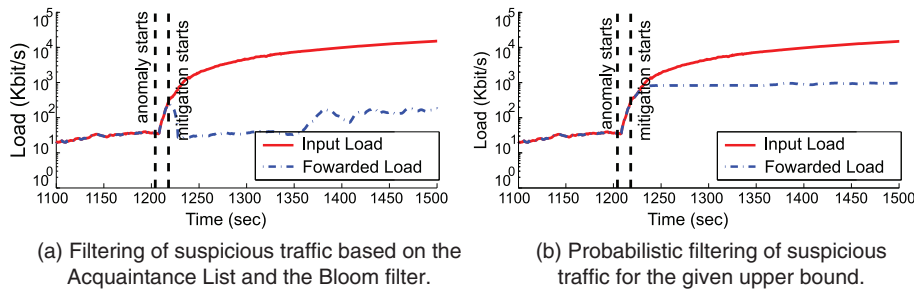 Load (Kbit/s)
10^5
10^4
10^3
10^2
10^1
10^0
anomaly starts
mitigation starts
Input Load
Fowarded Load
1100 1150 1200 1250 1300 1350 1400 1450 1500
Time (sec)
(a) Filtering of suspicious traffic based on the
Acquaintance List and the Bloom filter.
Load (Kbit/s)
10^5
10^4
10^3
10^2
10^1
10^0
anomaly starts
mitigation starts
Input Load
Fowarded Load
1100 1150 1200 1250 1300 1350 1400 1450 1500
Time (sec)
(b) Probabilistic filtering of suspicious
traffic for the given upper bound.